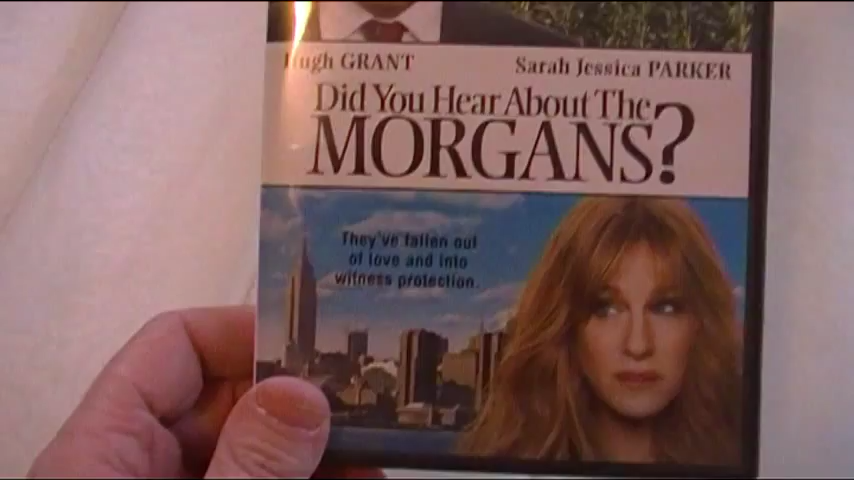 Hugh GRANT
Sarah Jessica PARKER
Did You Hear About The
MORGANS?
They've fallen out
of love and into
witness protection.